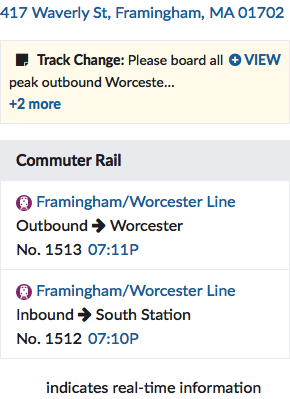 417 Waverly St, Framingham, MA 01702
Track Change: Please board all VIEW
peak outbound Worceste...
+2 more
Commuter Rail
Framingham/Worcester Line
Outbound → Worcester
No. 1513 07:11P
Framingham/Worcester Line
Inbound → South Station
No. 1512 07:10P
indicates real-time information